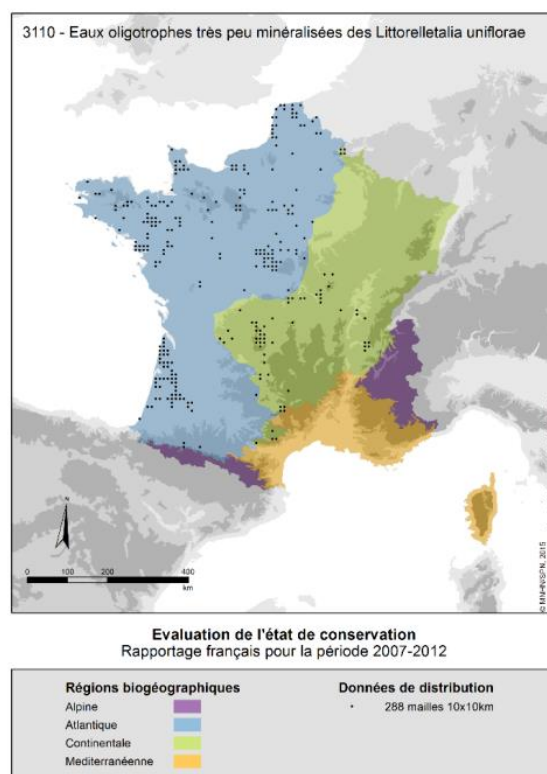 3110 - Eaux oligotrophes très peu minéralisées des Littorelletalia uniflorae
N
0 100 200 400
km
© MNHN/SPN, 2015
Evaluation de l'état de conservation
Rapportage français pour la période 2007-2012
Régions biogéographiques
Alpine
Atlantique
Continentale
Mediterranéenne
Données de distribution
288 mailles 10x10km